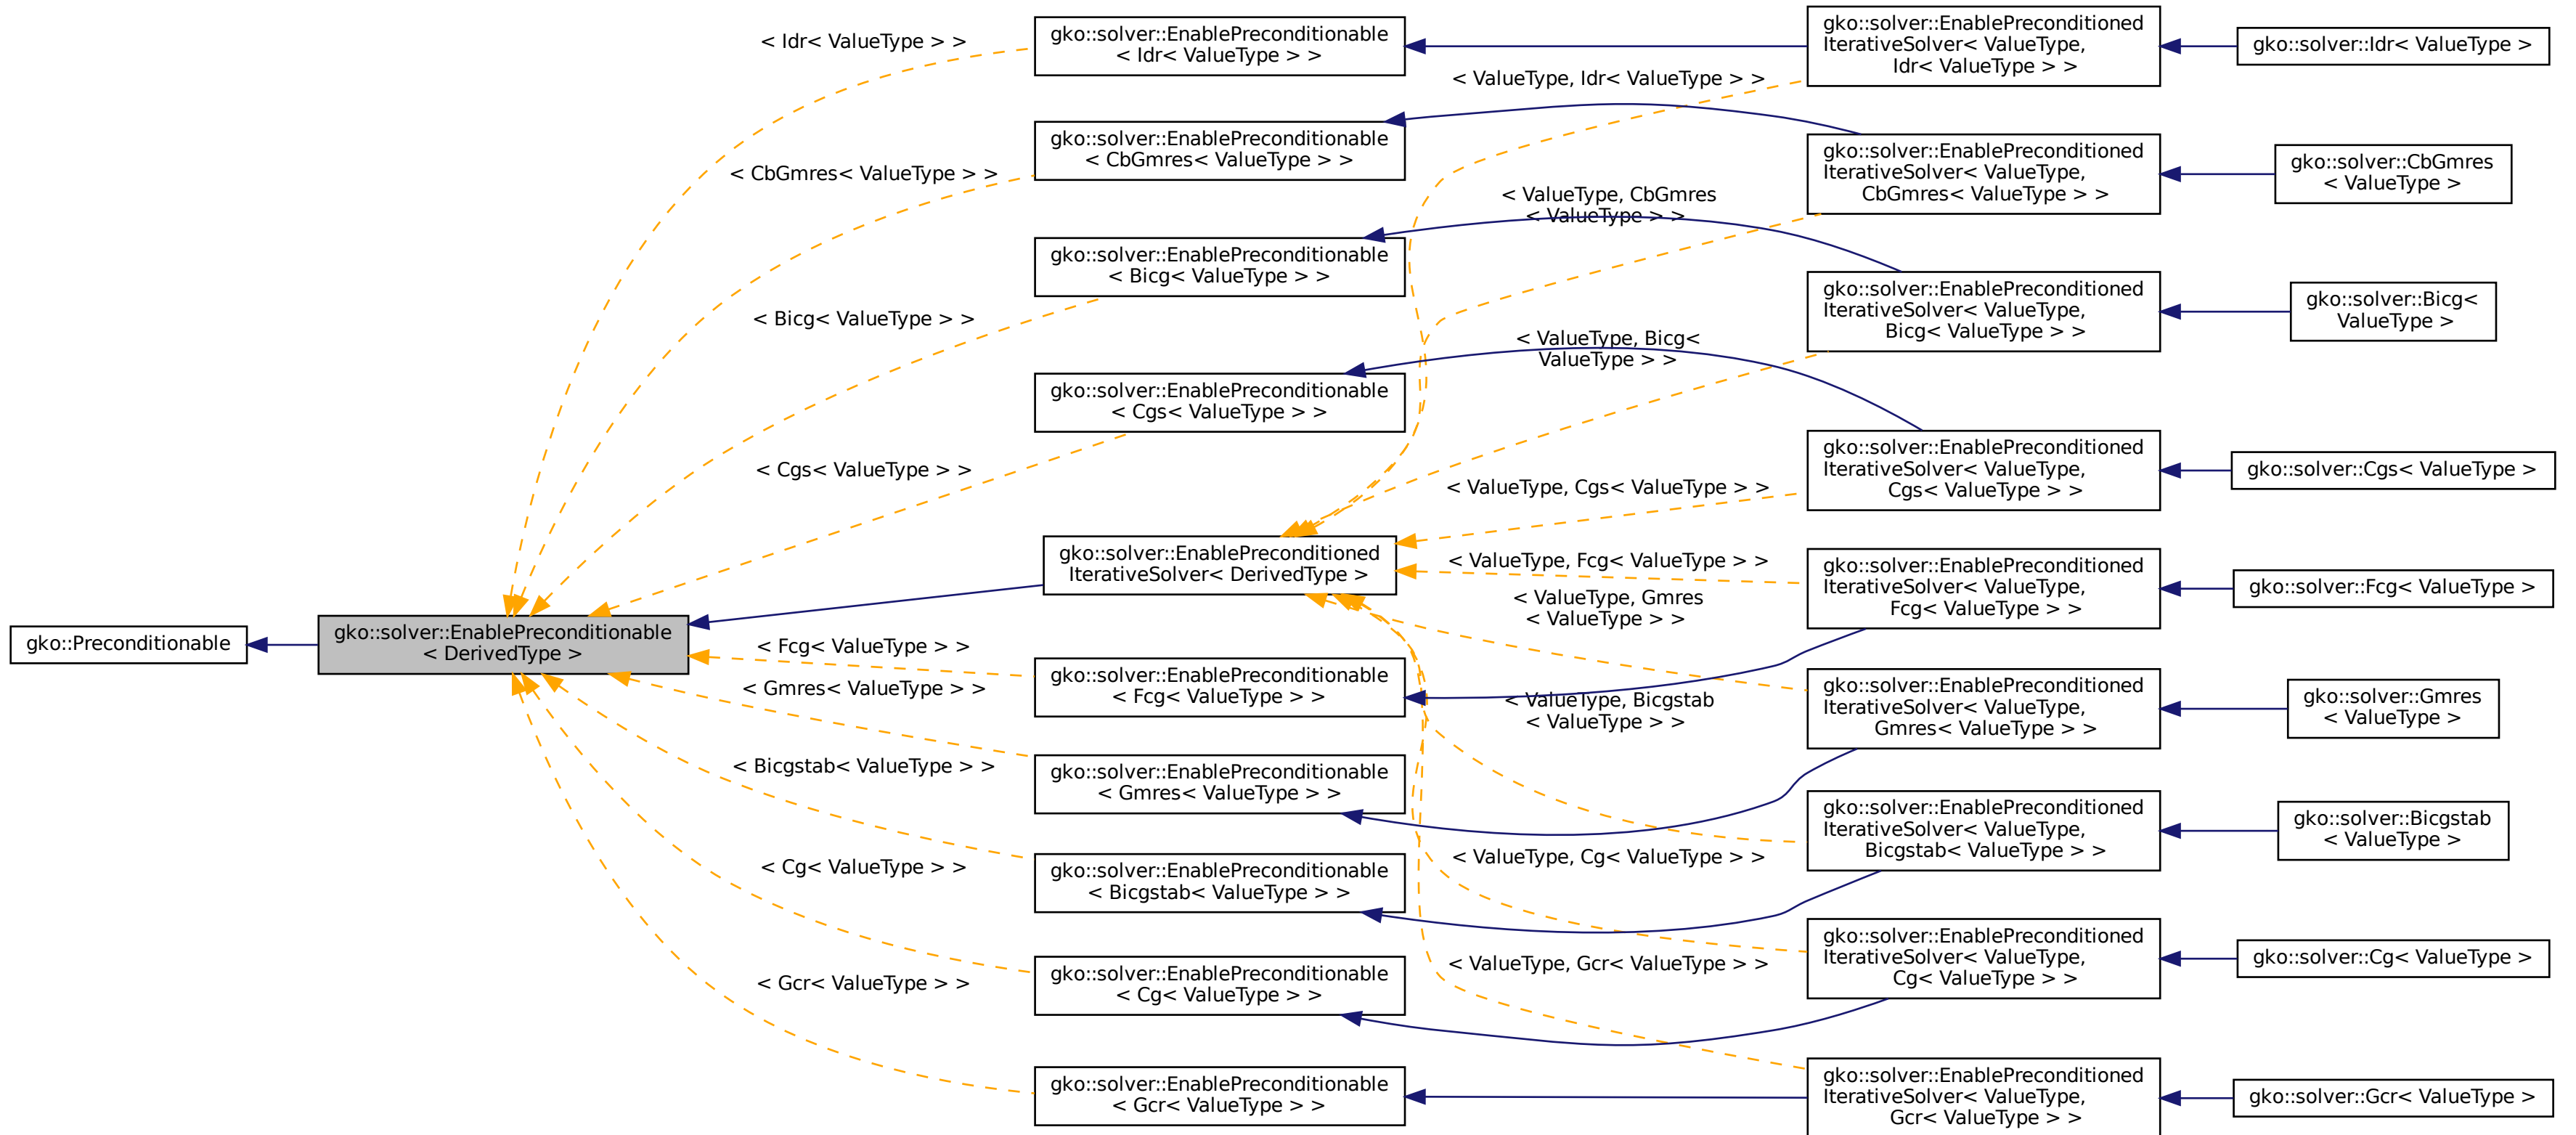 gko::Preconditionable
gko::solver::EnablePreconditionable
< DerivedType >
< Idr< ValueType > >
< CbGmres< ValueType > >
< Bicg< ValueType > >
< Cgs< ValueType > >
< Fcg< ValueType > >
< Gmres< ValueType > >
< Bicgstab< ValueType > >
< Cg< ValueType > >
< Gcr< ValueType > >
gko::solver::EnablePreconditionable
< Idr< ValueType > >
gko::solver::EnablePreconditionable
< CbGmres< ValueType > >
gko::solver::EnablePreconditionable
< Bicg< ValueType > >
gko::solver::EnablePreconditionable
< Cgs< ValueType > >
gko::solver::EnablePreconditioned
IterativeSolver< DerivedType >
gko::solver::EnablePreconditionable
< Fcg< ValueType > >
gko::solver::EnablePreconditionable
< Gmres< ValueType > >
gko::solver::EnablePreconditionable
< Bicgstab< ValueType > >
gko::solver::EnablePreconditionable
< Cg< ValueType > >
gko::solver::EnablePreconditionable
< Gcr< ValueType > >
< ValueType, Idr< ValueType > >
< ValueType, CbGmres
< ValueType > >
< ValueType, Bicg<
ValueType > >
< ValueType, Cgs< ValueType > >
< ValueType, Fcg< ValueType > >
< ValueType, Gmres
< ValueType > >
< ValueType, Bicgstab
< ValueType > >
< ValueType, Cg< ValueType > >
< ValueType, Gcr< ValueType > >
gko::solver::EnablePreconditioned
IterativeSolver< ValueType,
Idr< ValueType > >
gko::solver::EnablePreconditioned
IterativeSolver< ValueType,
CbGmres< ValueType > >
gko::solver::EnablePreconditioned
IterativeSolver< ValueType,
Bicg< ValueType > >
gko::solver::EnablePreconditioned
IterativeSolver< ValueType,
Cgs< ValueType > >
gko::solver::EnablePreconditioned
IterativeSolver< ValueType,
Fcg< ValueType > >
gko::solver::EnablePreconditioned
IterativeSolver< ValueType,
Gmres< ValueType > >
gko::solver::EnablePreconditioned
IterativeSolver< ValueType,
Bicgstab< ValueType > >
gko::solver::EnablePreconditioned
IterativeSolver< ValueType,
Cg< ValueType > >
gko::solver::EnablePreconditioned
IterativeSolver< ValueType,
Gcr< ValueType > >
gko::solver::Idr< ValueType >
gko::solver::CbGmres
< ValueType >
gko::solver::Bicg<
ValueType >
gko::solver::Cgs< ValueType >
gko::solver::Fcg< ValueType >
gko::solver::Gmres
< ValueType >
gko::solver::Bicgstab
< ValueType >
gko::solver::Cg< ValueType >
gko::solver::Gcr< ValueType >